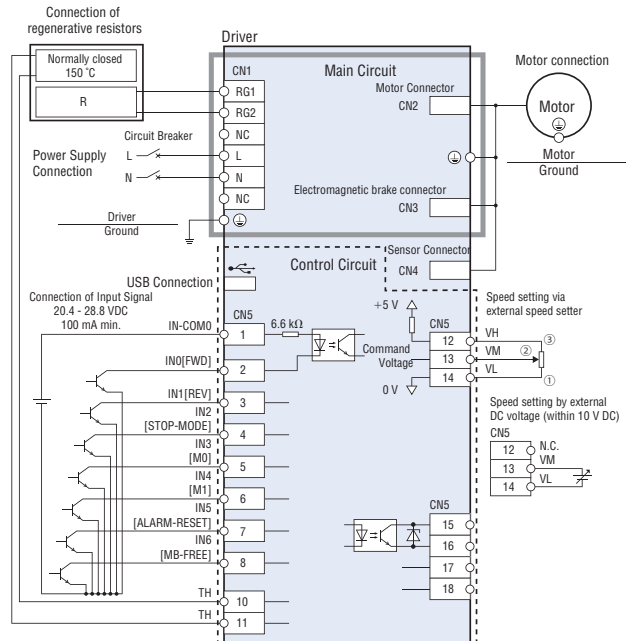 Connection of
regenerative resistors
Normally closed
150 ˚C
R
Driver
Main Circuit
CN1
RG1
RG2
NC
L
N
NC
Circuit Breaker
Power Supply
Connection
L
N
Driver
Ground
Motor Connector
CN2
Electromagnetic brake connector
CN3
Motor connection
Motor
Motor
Ground
Sensor Connector
CN4
Control Circuit
USB Connection
Connection of Input Signal
20.4 - 28.8 VDC
100 mA min.
CN5
IN-COM0
1
6.6 kΩ
IN0[FWD]
2
IN1[REV]
3
IN2
[STOP-MODE]
4
IN3
[M0]
5
IN4
[M1]
6
IN5
[ALARM-RESET]
7
IN6
[MB-FREE]
8
TH
10
TH
11
+5 V
Command
Voltage
0 V
CN5
12
13
14
VH
VM
VL
③
②
①
Speed setting via
external speed setter
Speed setting by external
DC voltage (within 10 V DC)
CN5
12
N.C.
13
VM
14
VL
CN5
15
16
17
18